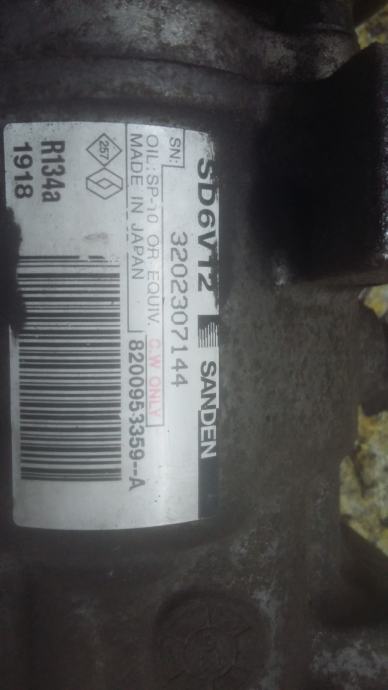 SD6V12 SANDEN
SN: 3202307144
OIL:SP-10 OR EQUIV. C.W ONLY
MADE IN JAPAN 8200953359--A
257
R134a
1918